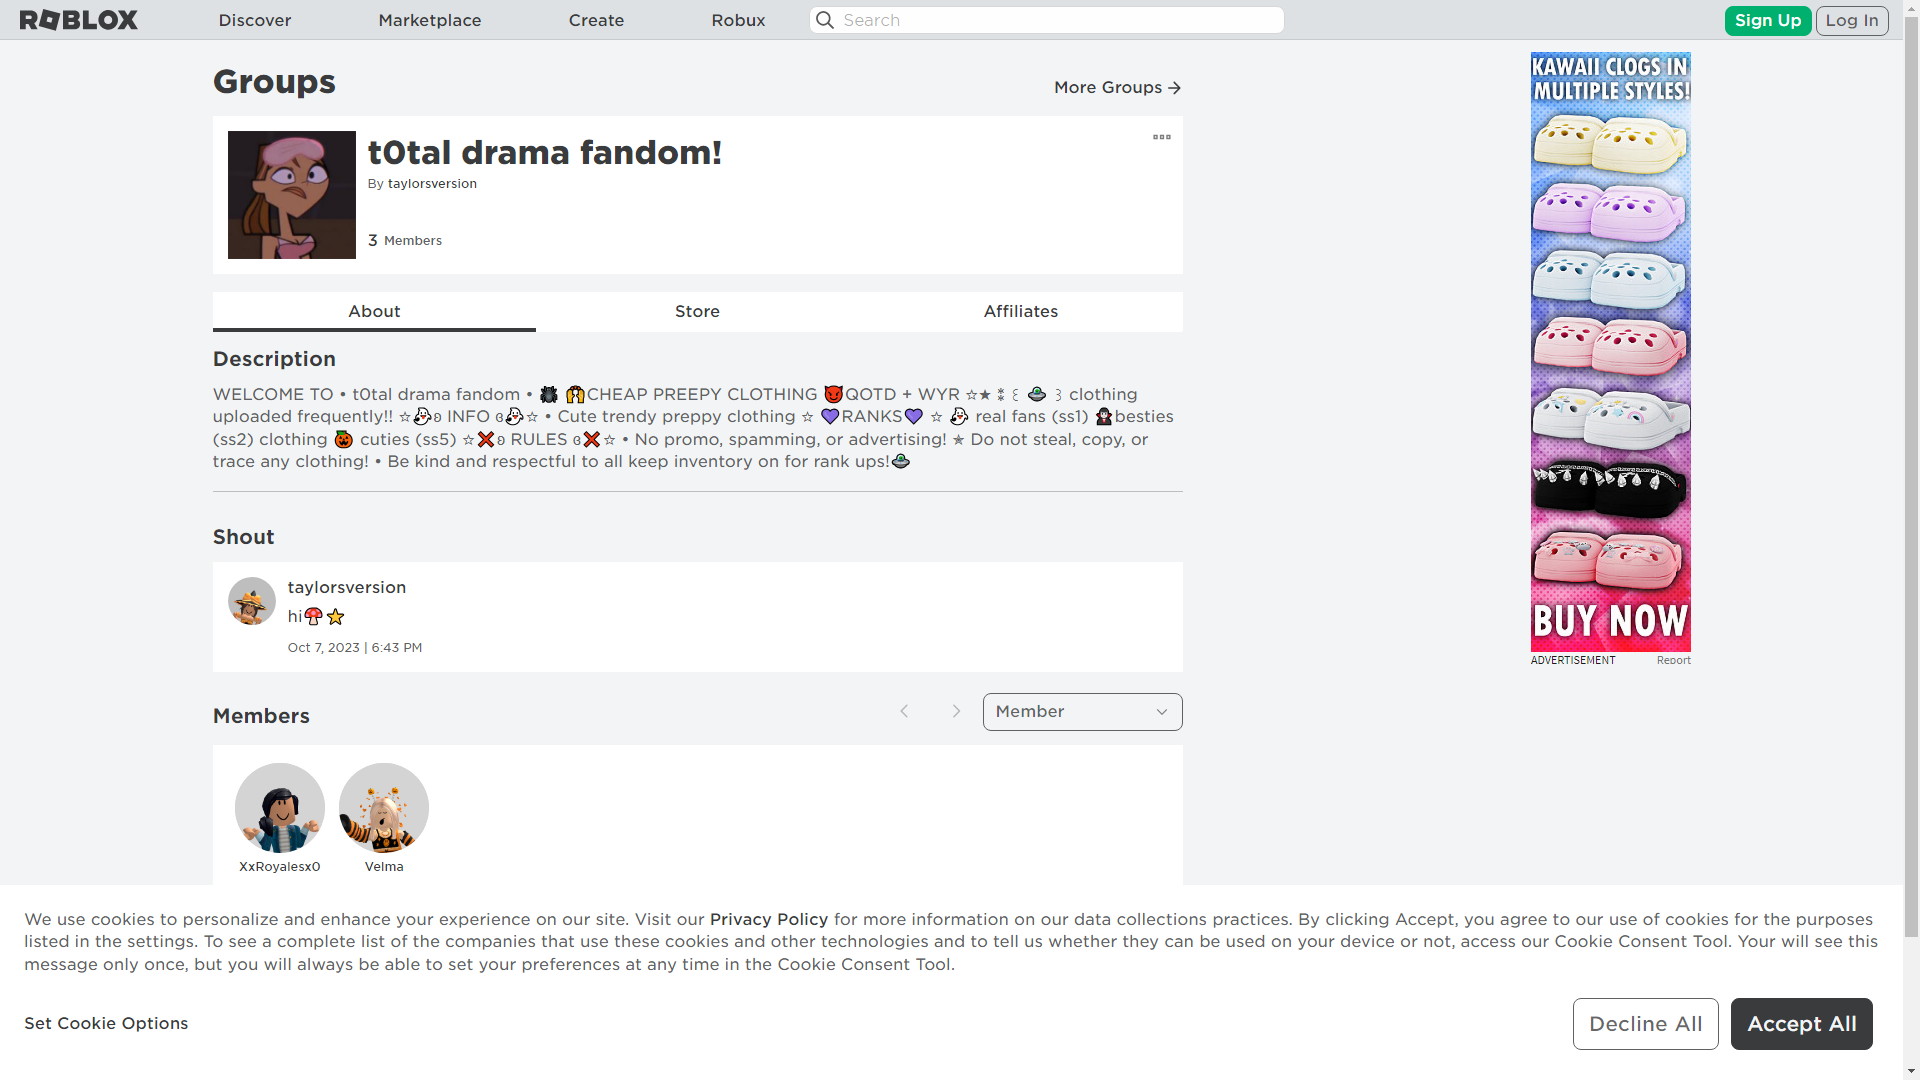 ROBLOX
Discover
Marketplace
Create
Robux
Search
Sign Up
Log In
Groups
More Groups
t0tal drama fandom!
By taylorsversion
3 Members
About
Store
Affiliates
Description
WELCOME TO • t0tal drama fandom • 🕷️ 🙌CHEAP PREEPY CLOTHING 😈QOTD + WYR ☆★ ⁑ ꒰ 🛸 ꒱ clothing
uploaded frequently!! ☆👻ʚ INFO ɞ👻☆ • Cute trendy preppy clothing ☆ 💜RANKS💜 ☆ 👻 real fans (ss1) 🧛besties
(ss2) clothing 🎃 cuties (ss5) ☆❌ʚ RULES ɞ❌☆ • No promo, spamming, or advertising! ★ Do not steal, copy, or
trace any clothing! • Be kind and respectful to all keep inventory on for rank ups!🛸
Shout
taylorsversion
hi🍄⭐
Oct 7, 2023 | 6:43 PM
Members
Member
XxRoyalesx0
Velma
KAWAII CLOGS IN
MULTIPLE STYLES!
BUY NOW
ADVERTISEMENT
Report
We use cookies to personalize and enhance your experience on our site. Visit our Privacy Policy for more information on our data collections practices. By clicking Accept, you agree to our use of cookies for the purposes
listed in the settings. To see a complete list of the companies that use these cookies and other technologies and to tell us whether they can be used on your device or not, access our Cookie Consent Tool. Your will see this
message only once, but you will always be able to set your preferences at any time in the Cookie Consent Tool.
Set Cookie Options
Decline All
Accept All